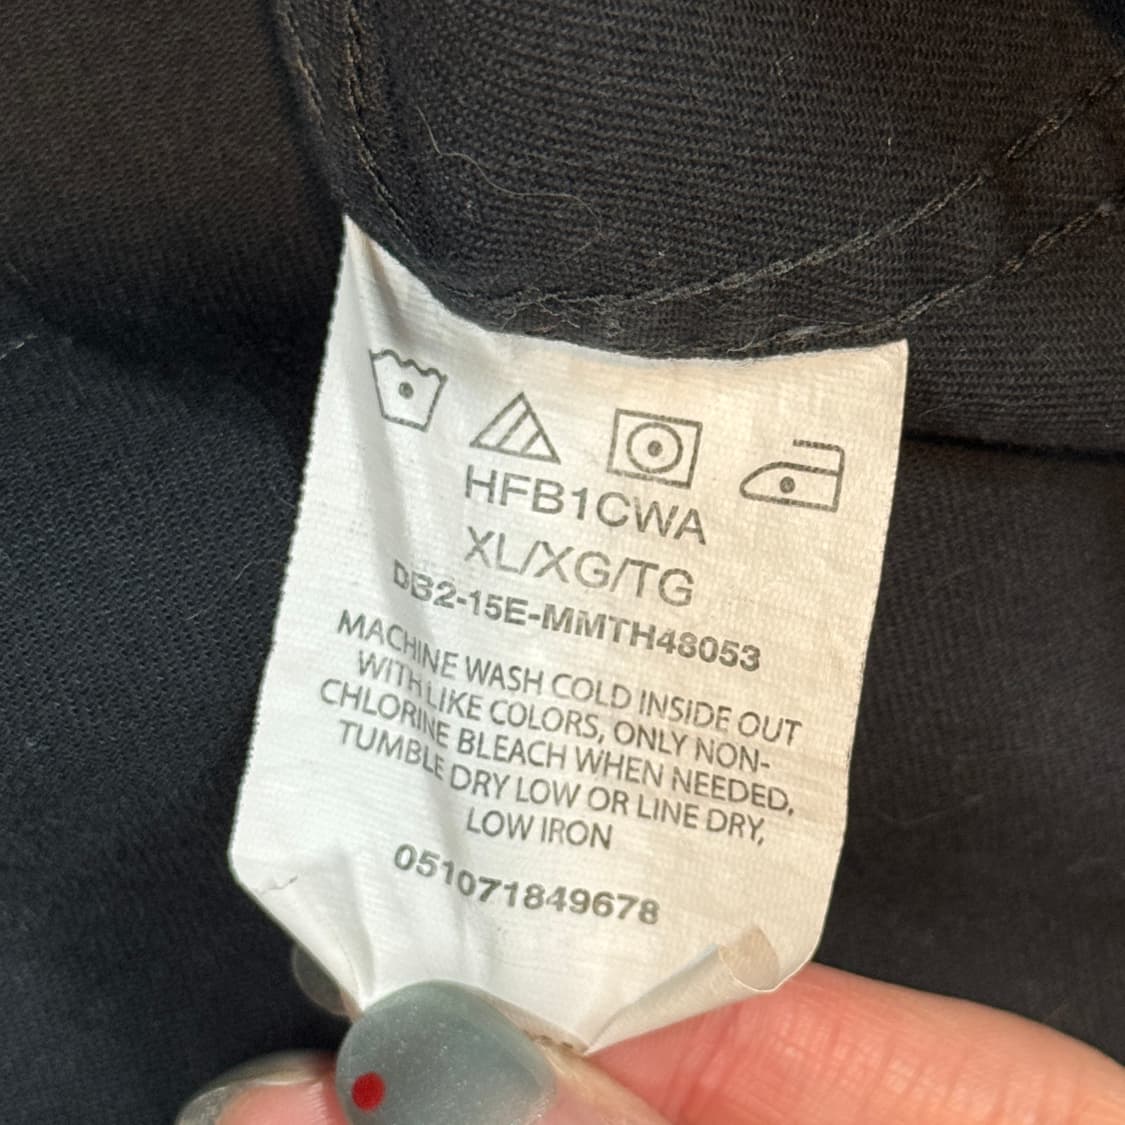 HFB1CWA
XL/XG/TG
DB2-15E-MMTH48053
MACHINE WASH COLD INSIDE OUT
WITH LIKE COLORS, ONLY NON-
CHLORINE BLEACH WHEN NEEDED,
TUMBLE DRY LOW OR LINE DRY,
LOW IRON
051071849678